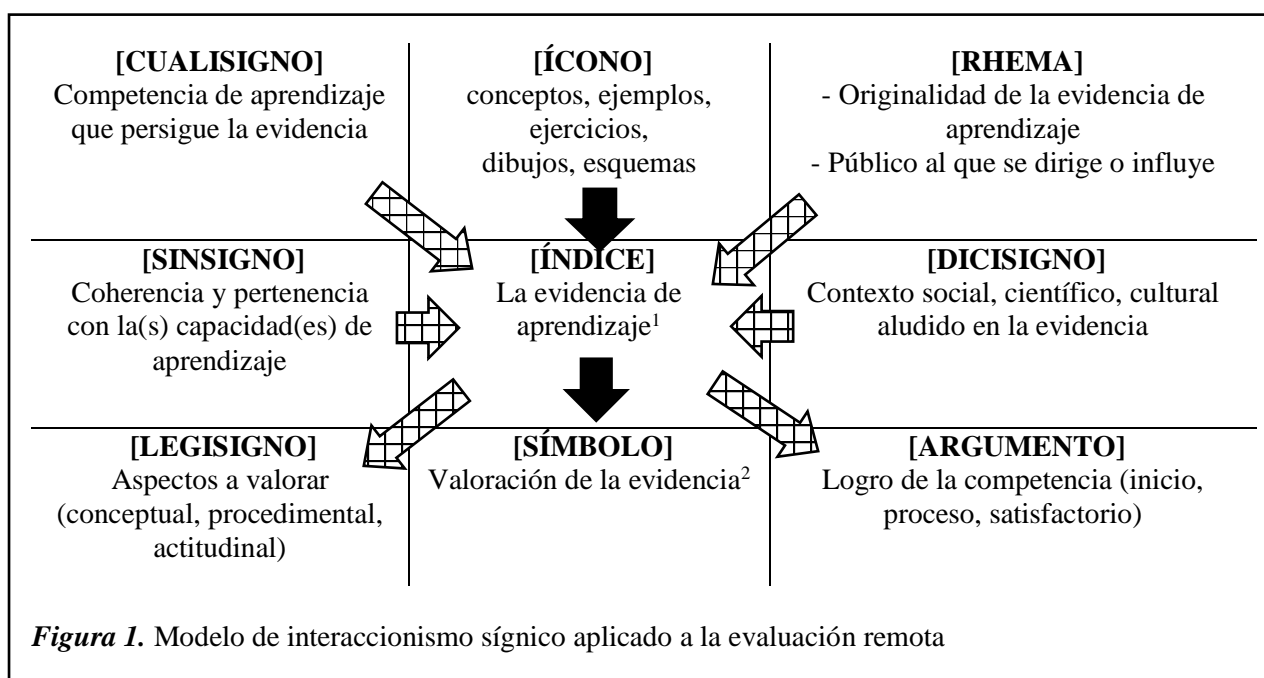 [CUALISIGNO]
Competencia de aprendizaje
que persigue la evidencia
[ÍCONO]
conceptos, ejemplos,
ejercicios,
dibujos, esquemas
[RHEMA]
- Originalidad de la evidencia de
aprendizaje
- Público al que se dirige o influye
[SINSIGNO]
Coherencia y pertenencia
con la(s) capacidad(es) de
aprendizaje
[ÍNDICE]
La evidencia de
aprendizaje¹
[DICISIGNO]
Contexto social, científico, cultural
aludido en la evidencia
[LEGISIGNO]
Aspectos a valorar
(conceptual, procedimental,
actitudinal)
[SÍMBOLO]
Valoración de la evidencia²
[ARGUMENTO]
Logro de la competencia (inicio,
proceso, satisfactorio)
Figura 1. Modelo de interaccionismo sígnico aplicado a la evaluación remota